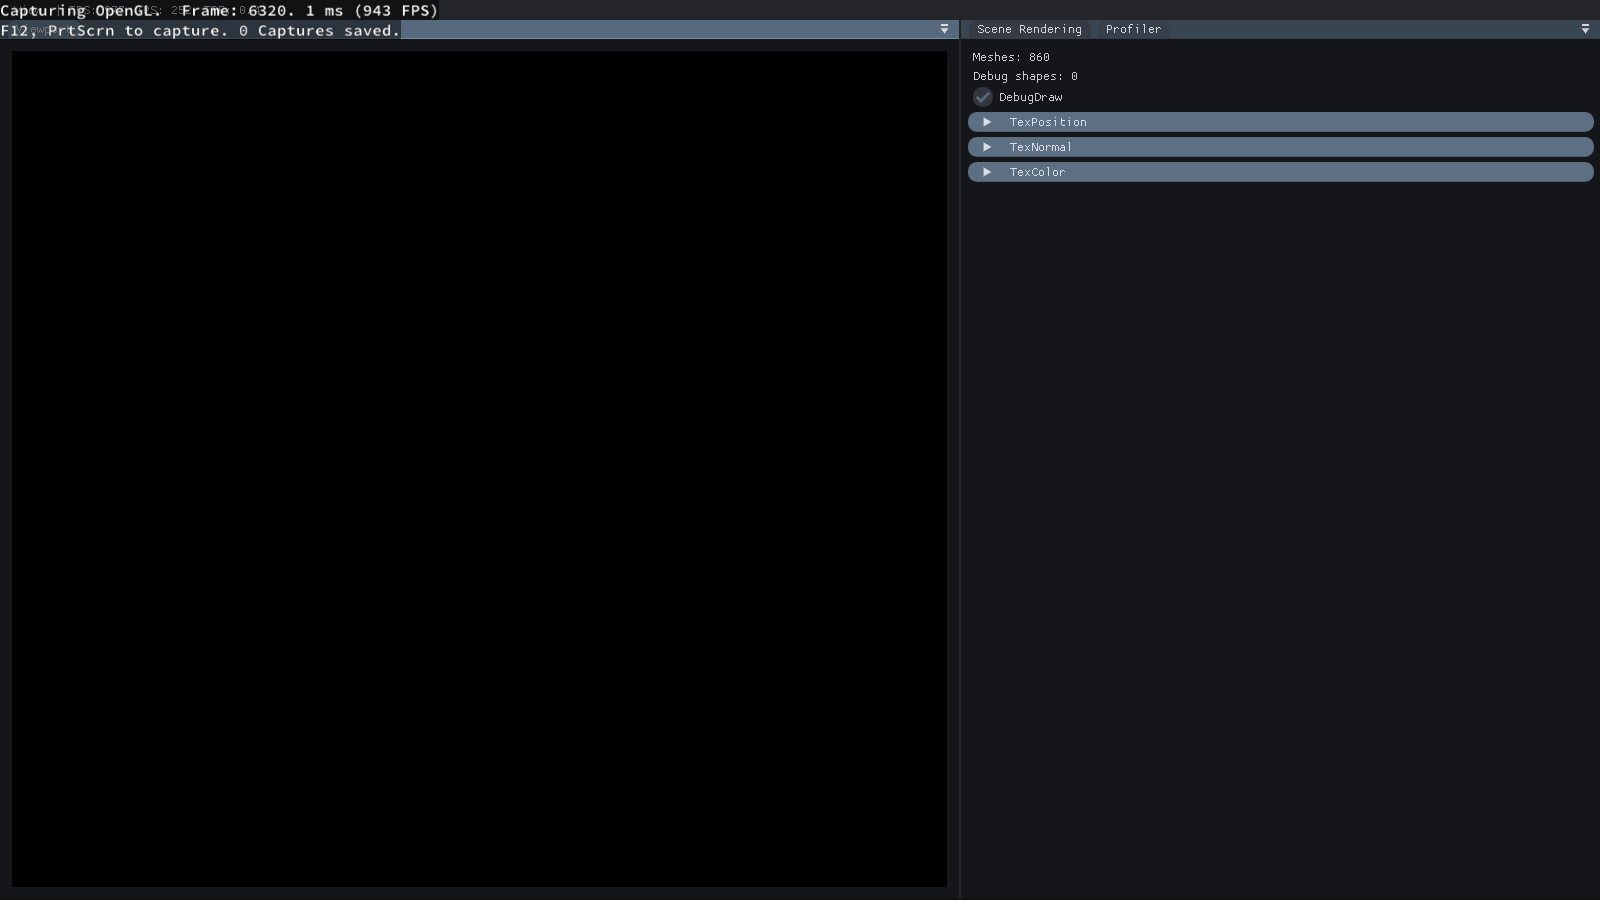 Capturing OpenGL. Frame: 6320. 1 ms (943 FPS)
F12, PrtScrn to capture. 0 Captures saved.
Scene Rendering Profiler
Meshes: 860
Debug shapes: 0
DebugDraw
TexPosition
TexNormal
TexColor